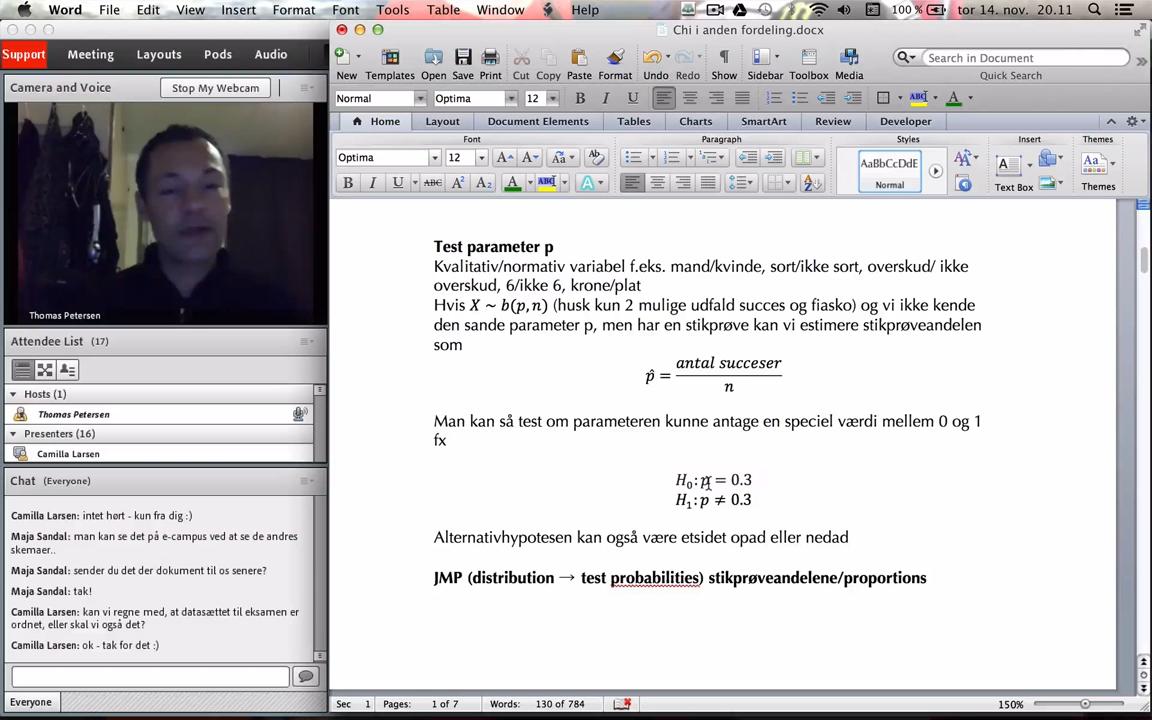 Word File Edit View Insert Format Font Tools Table Window Help 100 % tor 14. nov. 20.11
Support Meeting Layouts Pods Audio
Camera and Voice Stop My Webcam
Thomas Petersen
Attendee List (17)
Hosts (1)
Thomas Petersen
Presenters (16)
Camilla Larsen
Chat (Everyone)
Camilla Larsen: intet hørt - kun fra dig :)
Maja Sandal: man kan se det på e-campus ved at se de andres
skemaer..
Maja Sandal: sender du det der dokument til os senere?
Maja Sandal: tak!
Camilla Larsen: kan vi regne med, at datasættet til eksamen er
ordnet, eller skal vi også det?
Camilla Larsen: ok - tak for det :)
Everyone
Chi i anden fordeling.docx
New Templates Open Save Print Cut Copy Paste Format Undo Redo Show Sidebar Toolbox Media
Search in Document
Quick Search
Normal Optima 12 B I U ABC A
Home Layout Document Elements Tables Charts SmartArt Review Developer
Font Paragraph Styles Insert Themes
Optima 12 A A Aa
AaBbCcDdE
Normal
A Text Box
Aa Themes
B I U ABC A² A₂ A ABC A
Test parameter p
Kvalitativ/normativ variabel f.eks. mand/kvinde, sort/ikke sort, overskud/ ikke
overskud, 6/ikke 6, krone/plat
Hvis X ~ b(p,n) (husk kun 2 mulige udfald succes og fiasko) og vi ikke kende
den sande parameter p, men har en stikprøve kan vi estimere stikprøveandelen
som
p̂ = antal succeser / n
Man kan så test om parameteren kunne antage en speciel værdi mellem 0 og 1
fx
H₀: p = 0.3
H₁: p ≠ 0.3
Alternativhypotesen kan også være etsidet opad eller nedad
JMP (distribution → test probabilities) stikprøveandelene/proportions
Sec 1 Pages: 1 of 7 Words: 130 of 784 150%